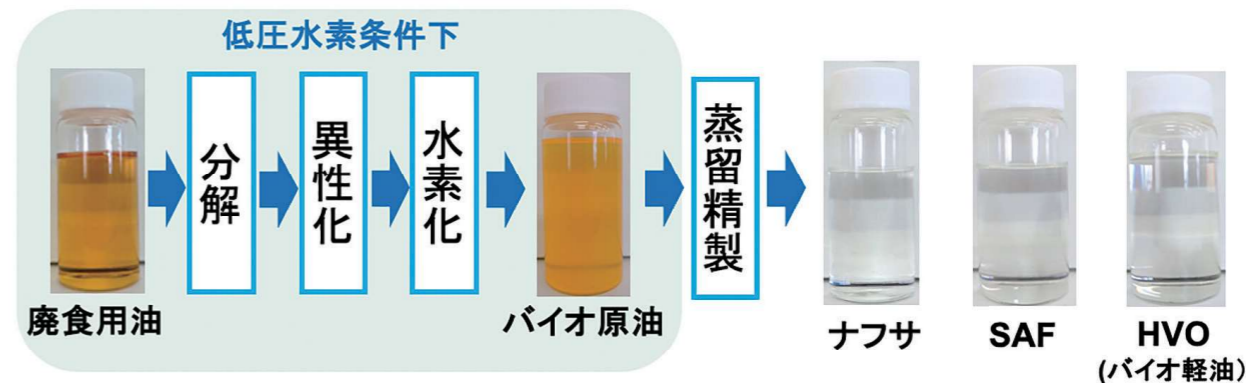 低圧水素条件下
分解
異性化
水素化
蒸留精製
廃食用油
バイオ原油
ナフサ
SAF
HVO
(バイオ軽油)